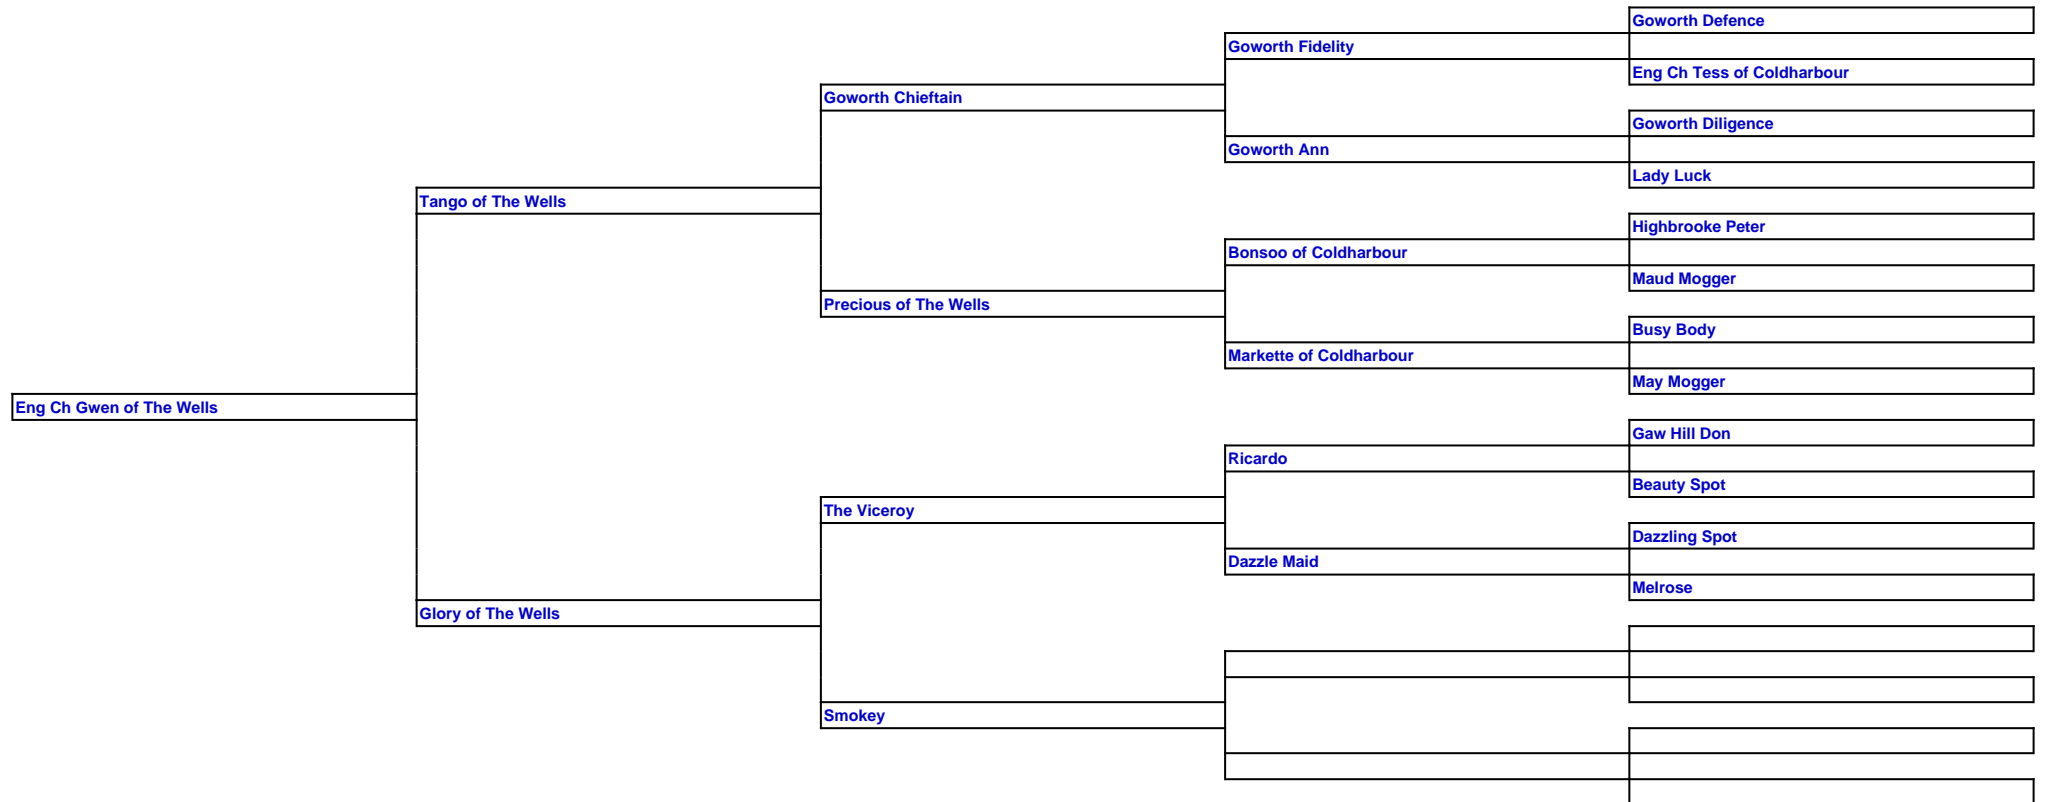 Goworth Defence
Goworth Fidelity
Eng Ch Tess of Coldharbour
Goworth Chieftain
Goworth Diligence
Goworth Ann
Lady Luck
Tango of The Wells
Highbrooke Peter
Bonsoo of Coldharbour
Maud Mogger
Precious of The Wells
Busy Body
Markette of Coldharbour
May Mogger
Eng Ch Gwen of The Wells
Gaw Hill Don
Ricardo
Beauty Spot
The Viceroy
Dazzling Spot
Dazzle Maid
Melrose
Glory of The Wells
Smokey